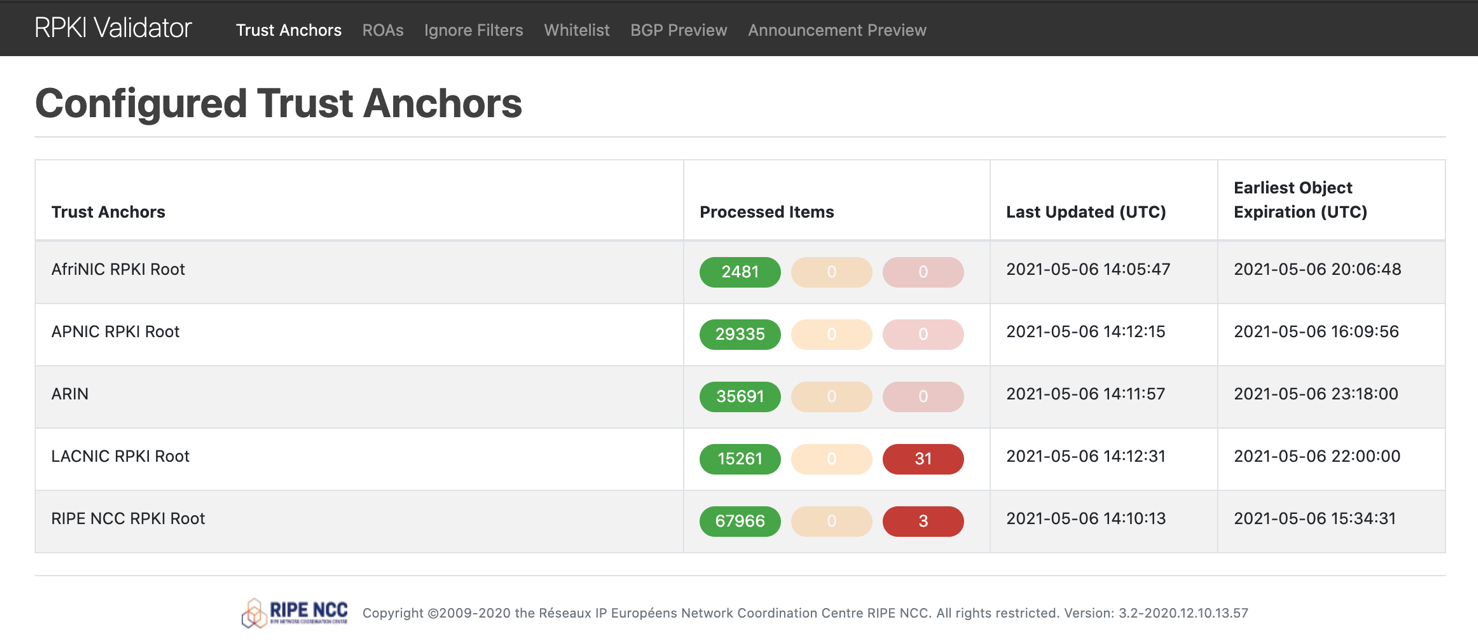 RPKI Validator Trust Anchors ROAs Ignore Filters Whitelist BGP Preview Announcement Preview
Configured Trust Anchors
Trust Anchors Processed Items Last Updated (UTC) Earliest Object Expiration (UTC)
AfriNIC RPKI Root 2481 0 0 2021-05-06 14:05:47 2021-05-06 20:06:48
APNIC RPKI Root 29335 0 0 2021-05-06 14:12:15 2021-05-06 16:09:56
ARIN 35691 0 0 2021-05-06 14:11:57 2021-05-06 23:18:00
LACNIC RPKI Root 15261 0 31 2021-05-06 14:12:31 2021-05-06 22:00:00
RIPE NCC RPKI Root 67966 0 3 2021-05-06 14:10:13 2021-05-06 15:34:31
RIPE NCC
RIPE NETWORK COORDINATION CENTRE
Copyright ©2009-2020 the Réseaux IP Européens Network Coordination Centre RIPE NCC. All rights restricted. Version: 3.2-2020.12.10.13.57